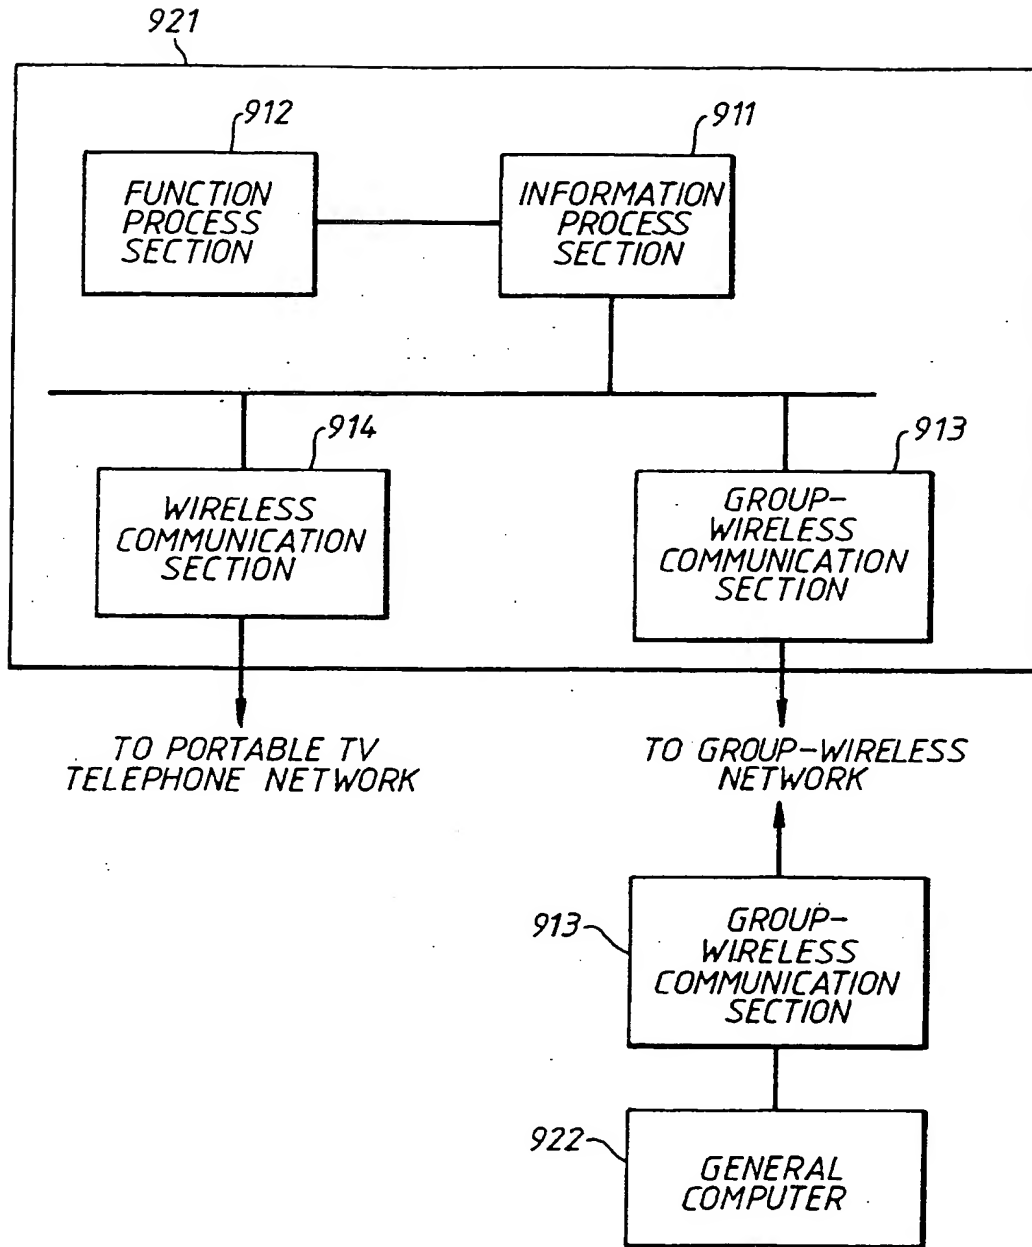 921
912
911
FUNCTION
PROCESS
SECTION
INFORMATION
PROCESS
SECTION
914
913
WIRELESS
COMMUNICATION
SECTION
GROUP-
WIRELESS
COMMUNICATION
SECTION
TO PORTABLE TV
TELEPHONE NETWORK
TO GROUP-WIRELESS
NETWORK
913
GROUP-
WIRELESS
COMMUNICATION
SECTION
922
GENERAL
COMPUTER